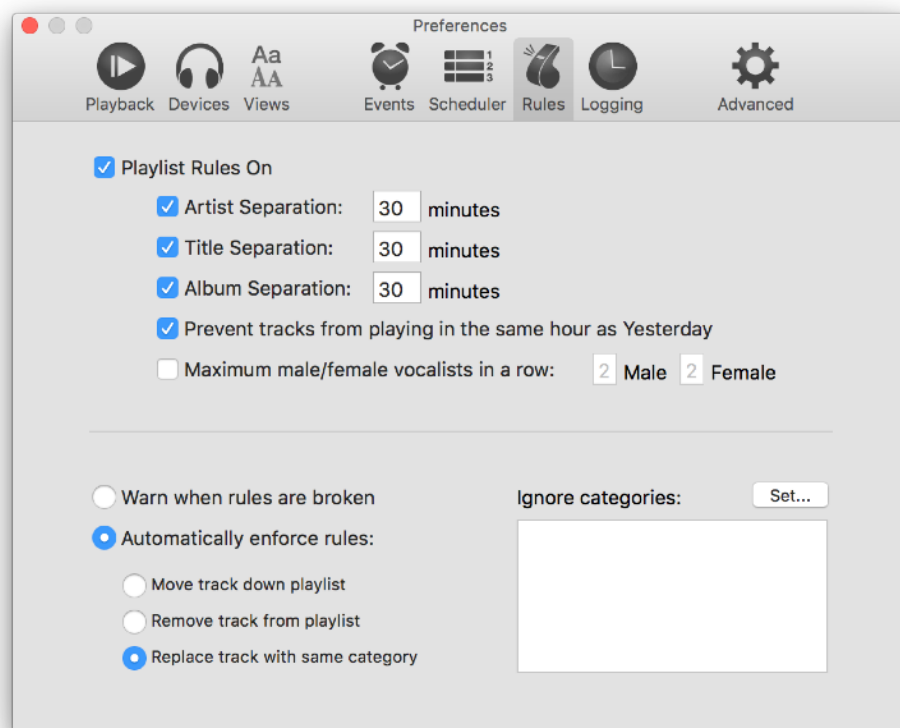 Preferences
Aa
AA
1
2
3
Playback Devices Views Events Scheduler Rules Logging Advanced
Playlist Rules On
Artist Separation: 30 minutes
Title Separation: 30 minutes
Album Separation: 30 minutes
Prevent tracks from playing in the same hour as Yesterday
Maximum male/female vocalists in a row: 2 Male 2 Female
Warn when rules are broken
Ignore categories: Set...
Automatically enforce rules:
Move track down playlist
Remove track from playlist
Replace track with same category